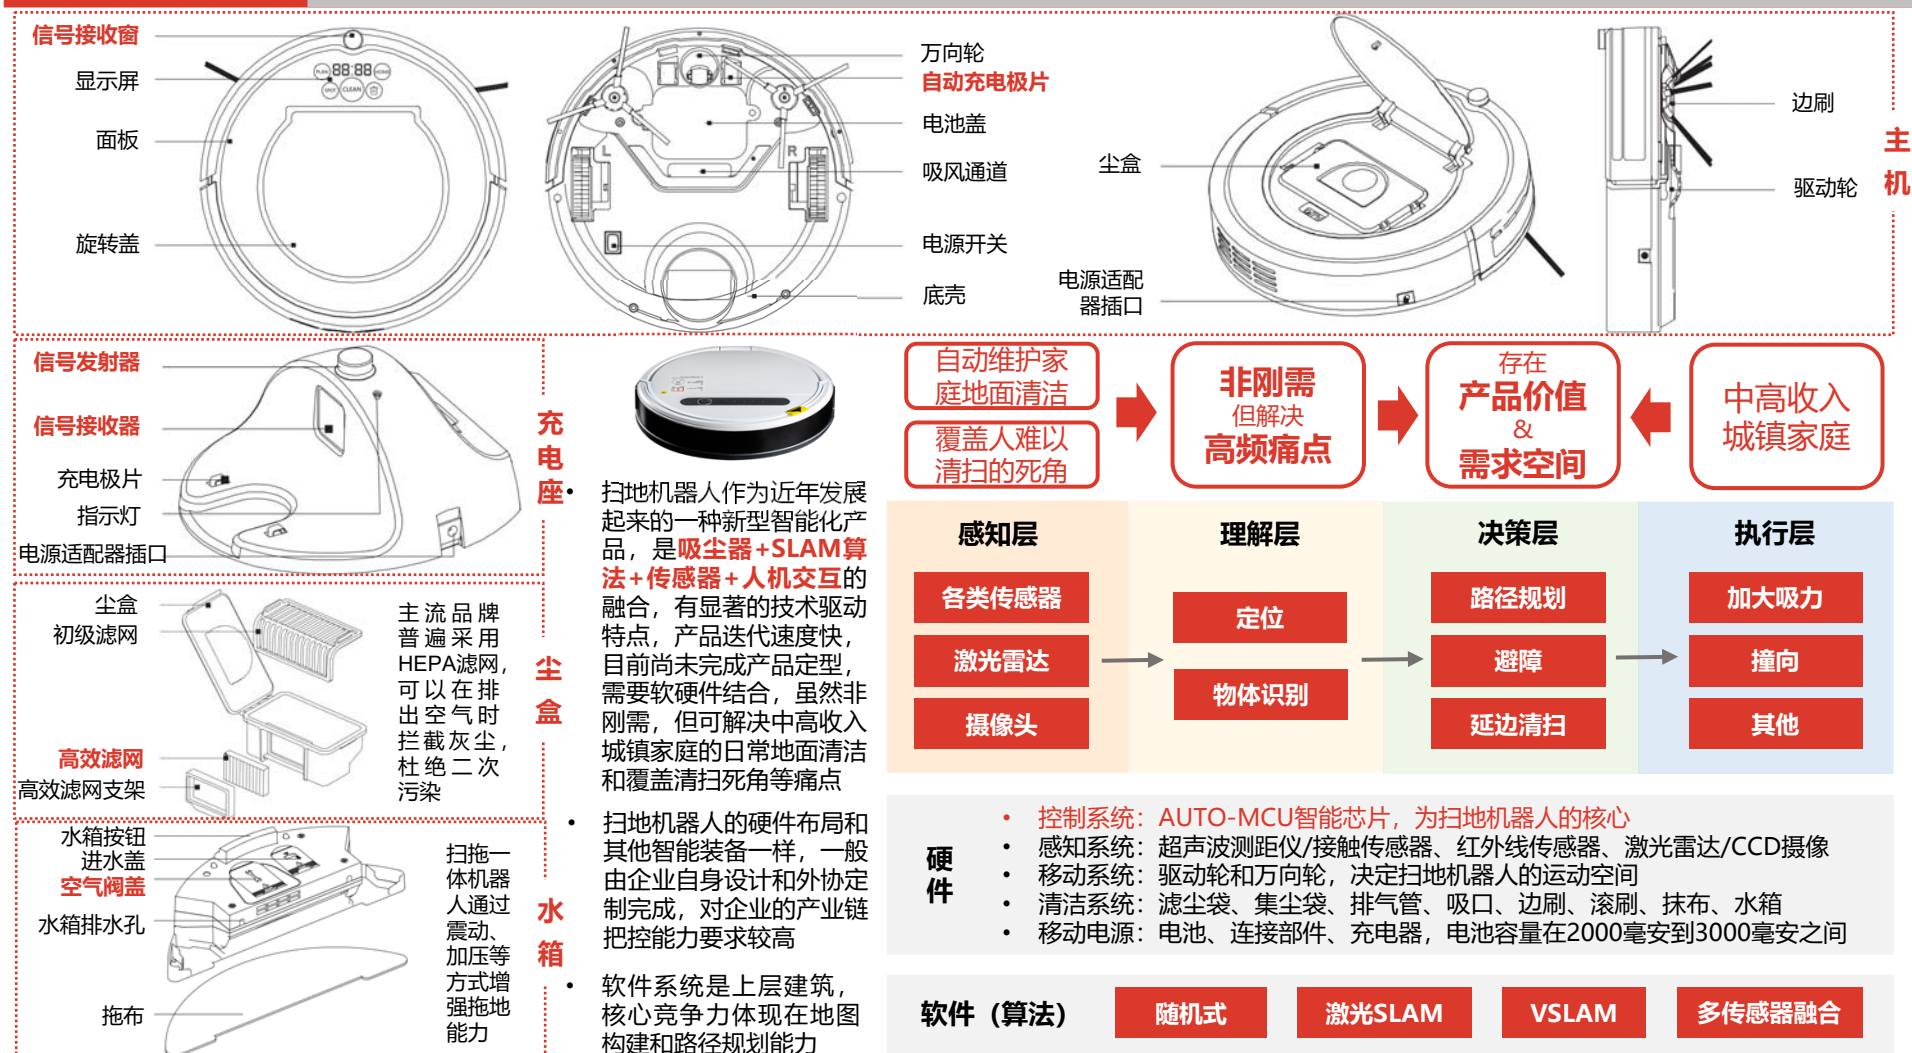 信号接收窗
显示屏
面板
旋转盖
88:88
CLEAN
L
R
万向轮
自动充电极片
电池盖
吸风通道
电源开关
底壳
尘盒
电源适配
器插口
边刷
驱动轮
主
机
信号发射器
信号接收器
充电极片
指示灯
电源适配器插口
充
电
座
尘盒
初级滤网
高效滤网
高效滤网支架
主流品牌
普遍采用
HEPA滤网，
可以在排
出空气时
拦截灰尘，
杜绝二次
污染
尘
盒
水箱按钮
进水盖
空气阀盖
水箱排水孔
拖布
扫拖一
体机器
人通过
震动、
加压等
方式增
强拖地
能力
水
箱
• 扫地机器人作为近年发展
起来的一种新型智能化产
品，是吸尘器+SLAM算
法+传感器+人机交互的
融合，有显著的技术驱动
特点，产品迭代速度快，
目前尚未完成产品定型，
需要软硬件结合，虽然非
刚需，但可解决中高收入
城镇家庭的日常地面清洁
和覆盖清扫死角等痛点
• 扫地机器人的硬件布局和
其他智能装备一样，一般
由企业自身设计和外协定
制完成，对企业的产业链
把控能力要求较高
• 软件系统是上层建筑，
核心竞争力体现在地图
构建和路径规划能力
自动维护家
庭地面清洁
覆盖人难以
清扫的死角
非刚需
但解决
高频痛点
存在
产品价值
&
需求空间
中高收入
城镇家庭
感知层
各类传感器
激光雷达
摄像头
理解层
定位
物体识别
决策层
路径规划
避障
延边清扫
执行层
加大吸力
撞向
其他
硬
件
• 控制系统：AUTO-MCU智能芯片，为扫地机器人的核心
• 感知系统：超声波测距仪/接触传感器、红外线传感器、激光雷达/CCD摄像
• 移动系统：驱动轮和万向轮，决定扫地机器人的运动空间
• 清洁系统：滤尘袋、集尘袋、排气管、吸口、边刷、滚刷、抹布、水箱
• 移动电源：电池、连接部件、充电器，电池容量在2000毫安到3000毫安之间
软件（算法）
随机式
激光SLAM
VSLAM
多传感器融合